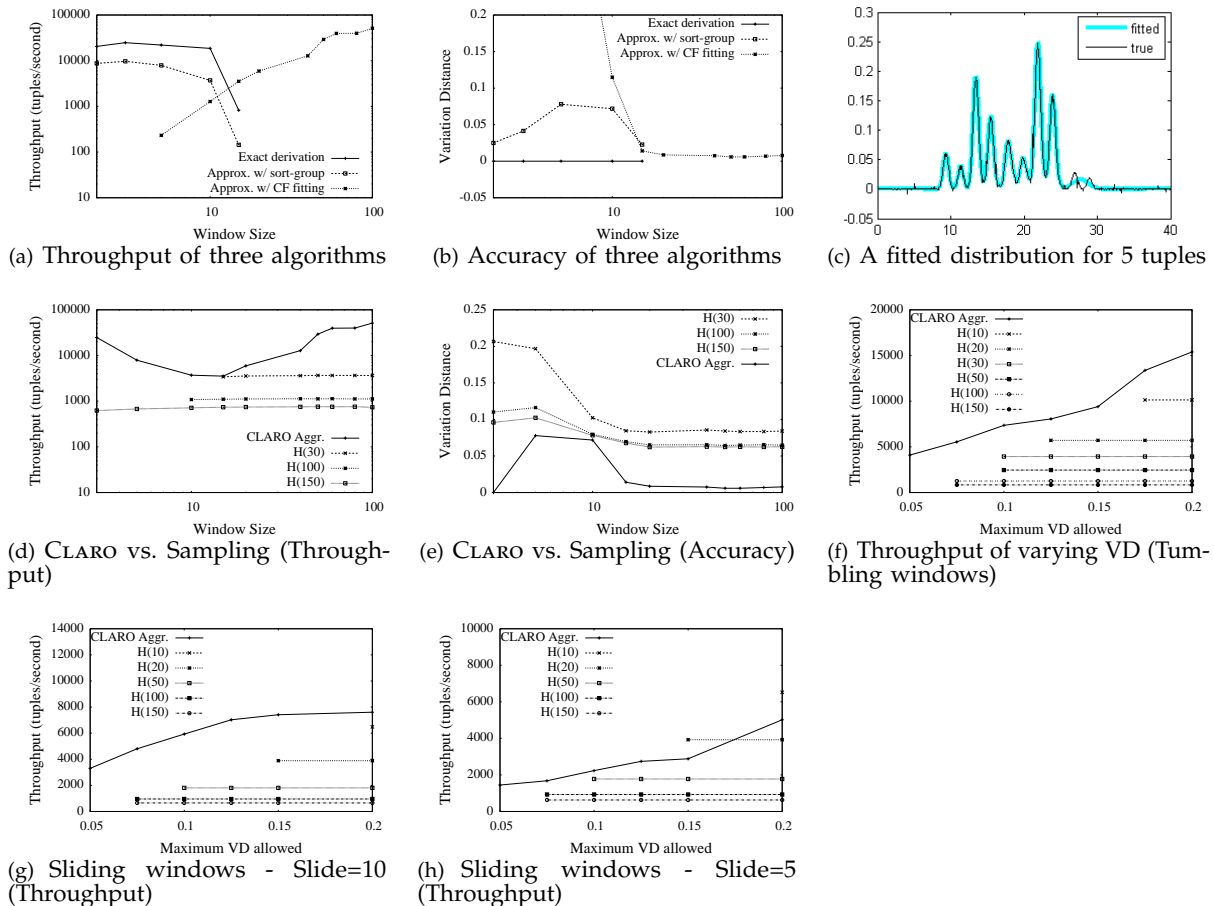 100000
10000
1000
100
10
10
100
Throughput (tuples/second)
Window Size
Exact derivation
Approx. w/ sort-group
Approx. w/ CF fitting
(a) Throughput of three algorithms
0.2
0.15
0.1
0.05
0
-0.05
10
100
Variation Distance
Window Size
Exact derivation
Approx. w/ sort-group
Approx. w/ CF fitting
(b) Accuracy of three algorithms
0.3
0.25
0.2
0.15
0.1
0.05
0
-0.05
0
10
20
30
40
fitted
true
(c) A fitted distribution for 5 tuples
100000
10000
1000
100
10
10
100
Throughput (tuples/second)
Window Size
CLARO Aggr.
H(30)
H(100)
H(150)
(d) CLARO vs. Sampling (Through-
put)
0.25
0.2
0.15
0.1
0.05
0
10
100
Variation Distance
Window Size
H(30)
H(100)
H(150)
CLARO Aggr.
(e) CLARO vs. Sampling (Accuracy)
20000
15000
10000
5000
0
0.05
0.1
0.15
0.2
Throughput (tuples/second)
Maximum VD allowed
CLARO Aggr.
H(10)
H(20)
H(30)
H(50)
H(100)
H(150)
(f) Throughput of varying VD (Tum-
bling windows)
14000
12000
10000
8000
6000
4000
2000
0
0.05
0.1
0.15
0.2
Throughput (tuples/second)
Maximum VD allowed
CLARO Aggr.
H(10)
H(20)
H(50)
H(100)
H(150)
(g) Sliding windows - Slide=10
(Throughput)
10000
8000
6000
4000
2000
0
0.05
0.1
0.15
0.2
Throughput (tuples/second)
Maximum VD allowed
CLARO Aggr.
H(10)
H(20)
H(50)
H(100)
H(150)
(h) Sliding windows - Slide=5
(Throughput)